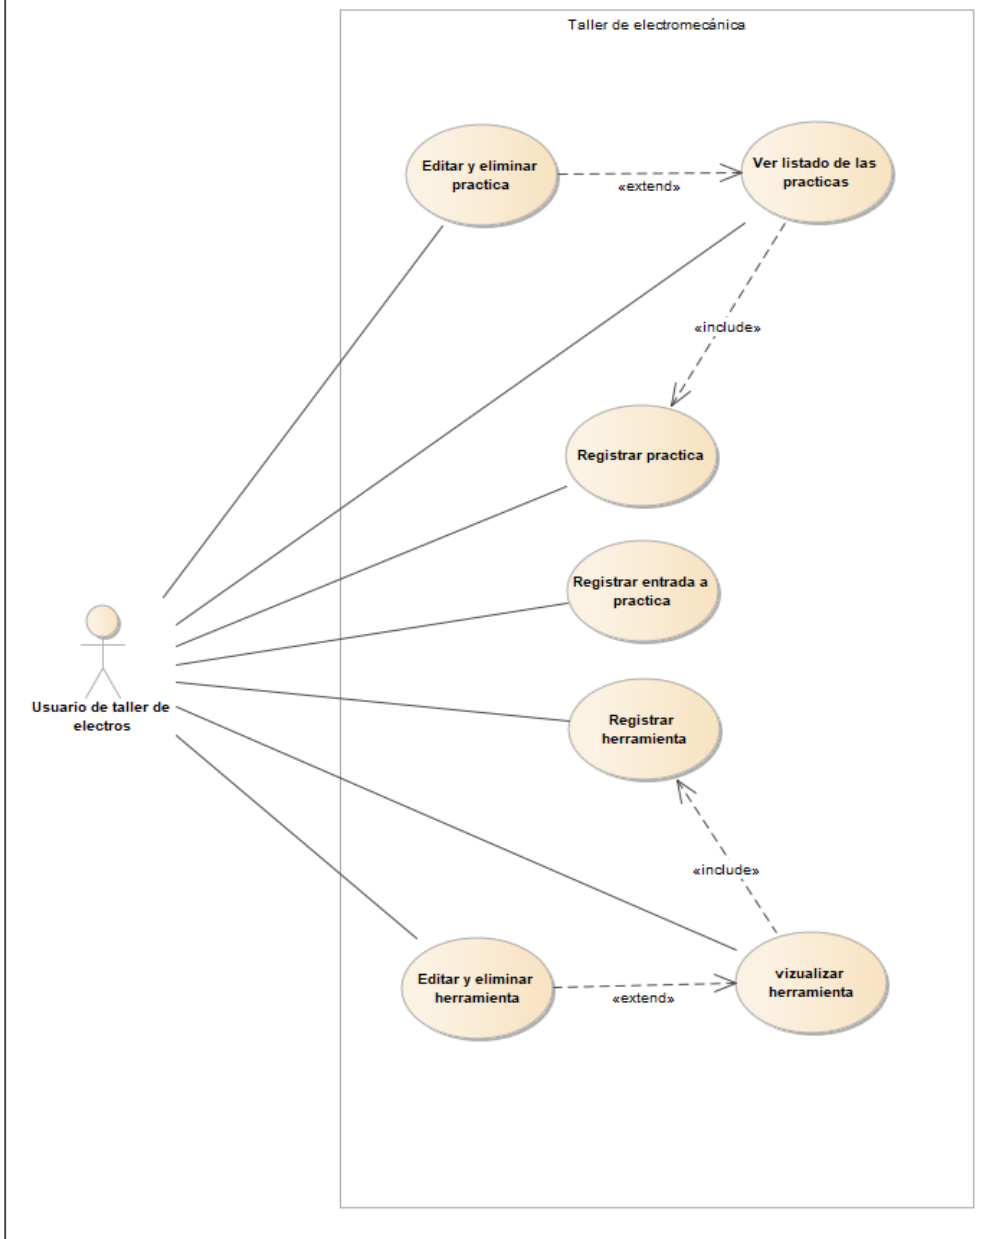 Taller de electromecánica
Editar y eliminar
practica
«extend»
Ver listado de las
practicas
«include»
Registrar practica
Registrar entrada a
practica
Usuario de taller de
electros
Registrar
herramienta
«include»
Editar y eliminar
herramienta
«extend»
vizualizar
herramienta